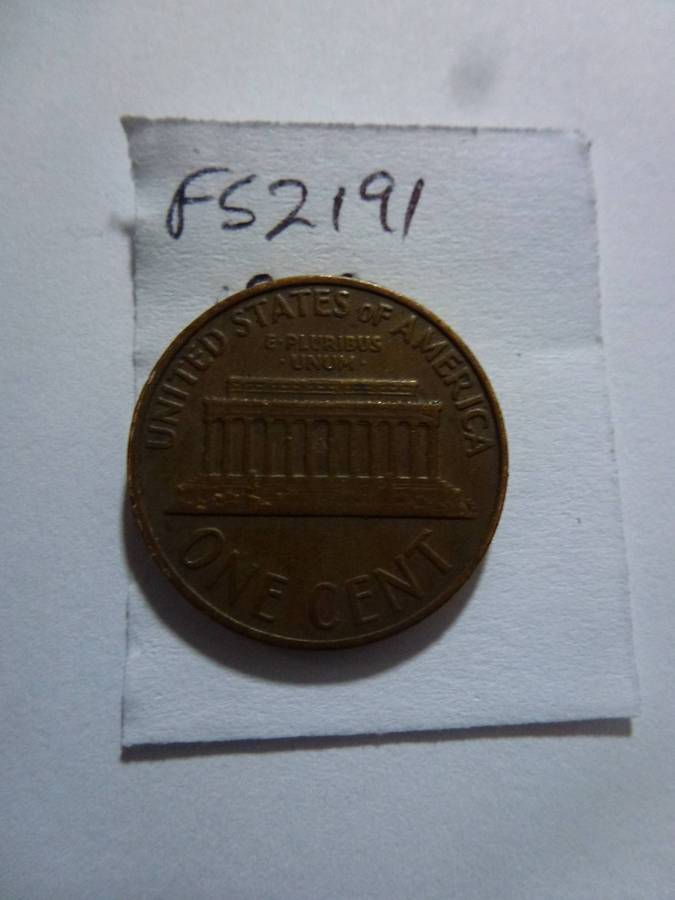 FS2191
UNITED STATES OF AMERICA
E·PLURIBUS
·UNUM·
ONE CENT